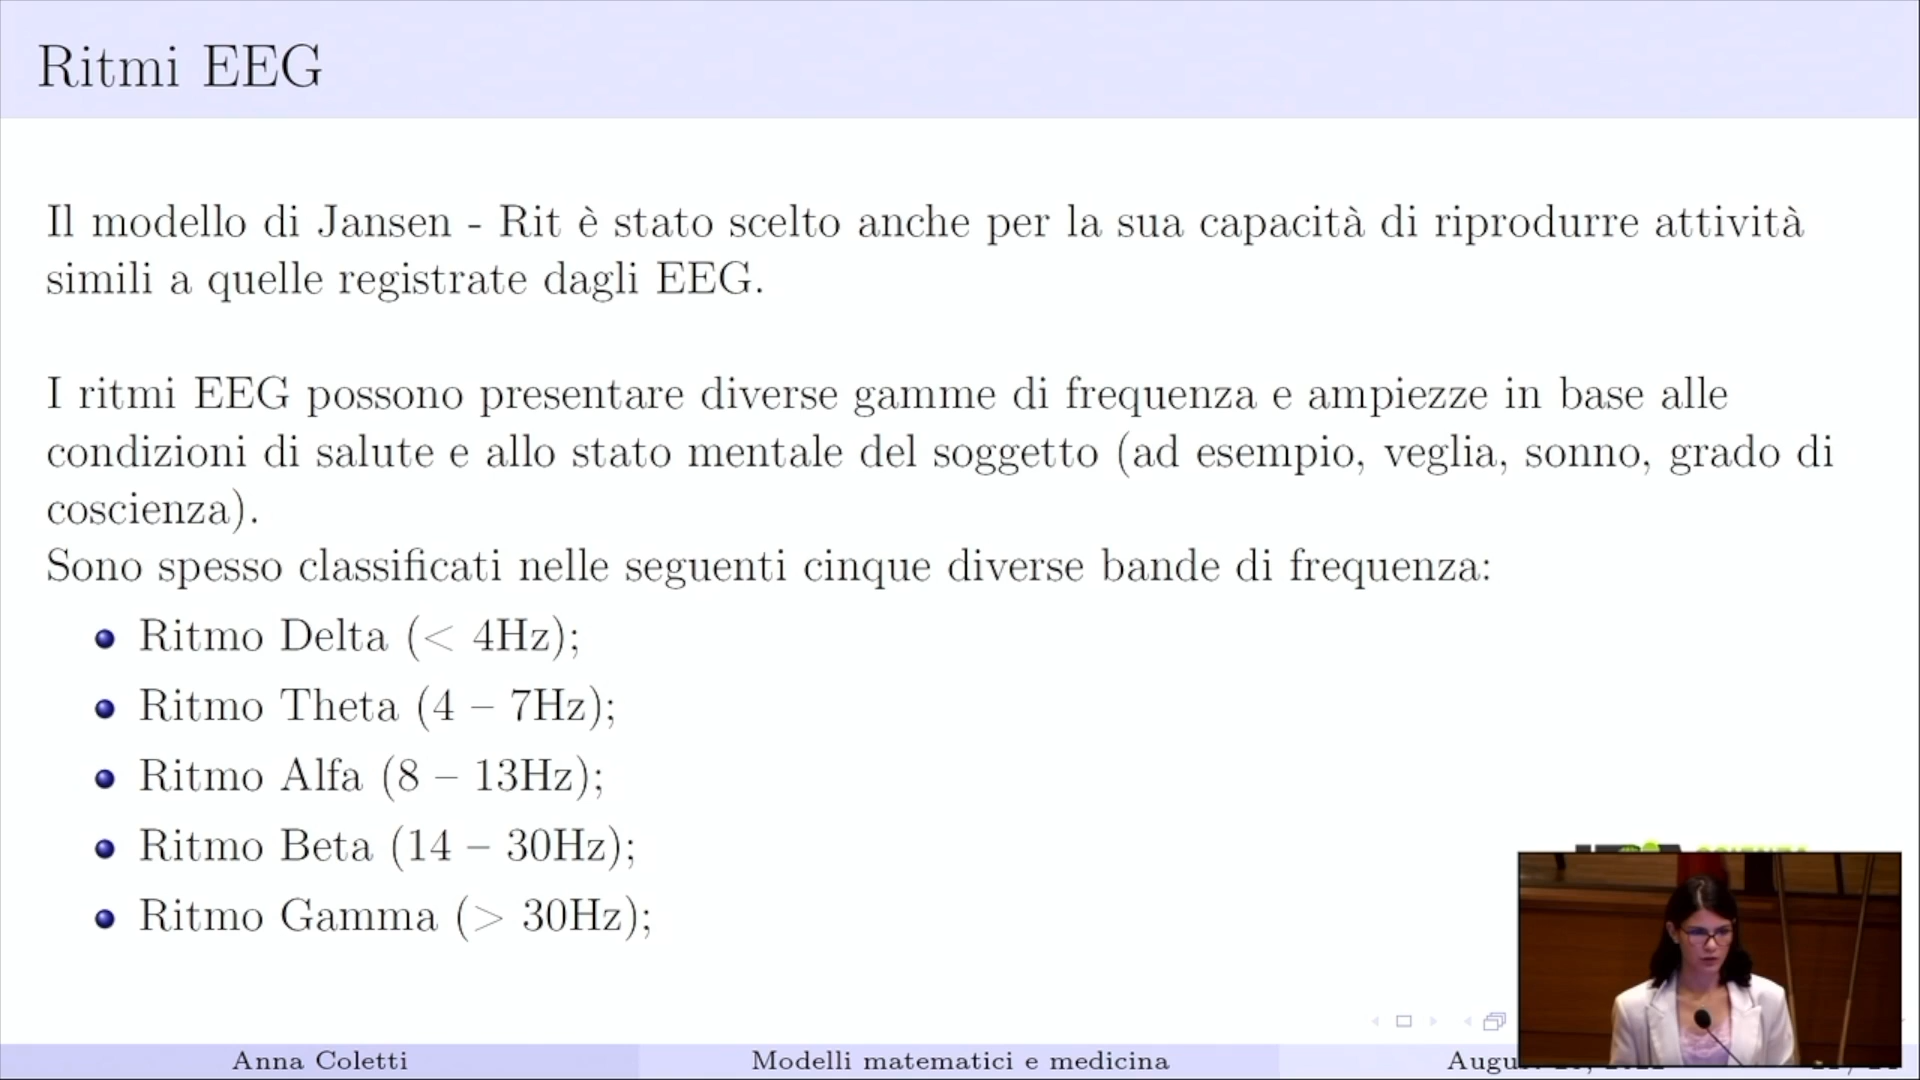 Ritmi EEG
Il modello di Jansen - Rit è stato scelto anche per la sua capacità di riprodurre attività
simili a quelle registrate dagli EEG.
I ritmi EEG possono presentare diverse gamme di frequenza e ampiezze in base alle
condizioni di salute e allo stato mentale del soggetto (ad esempio, veglia, sonno, grado di
coscienza).
Sono spesso classificati nelle seguenti cinque diverse bande di frequenza:
Ritmo Delta (< 4Hz);
Ritmo Theta (4 – 7Hz);
Ritmo Alfa (8 – 13Hz);
Ritmo Beta (14 – 30Hz);
Ritmo Gamma (> 30Hz);
Anna Coletti
Modelli matematici e medicina